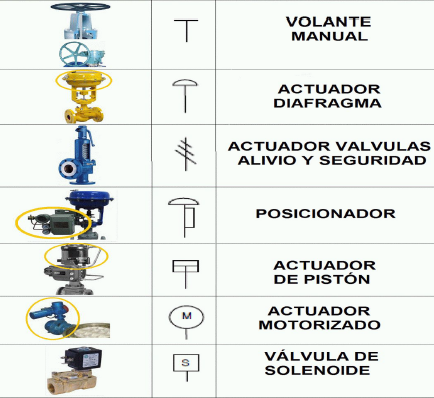 VOLANTE
MANUAL
ACTUADOR
DIAFRAGMA
ACTUADOR VALVULAS
ALIVIO Y SEGURIDAD
POSICIONADOR
ACTUADOR
DE PISTÓN
M
ACTUADOR
MOTORIZADO
S
VÁLVULA DE
SOLENOIDE